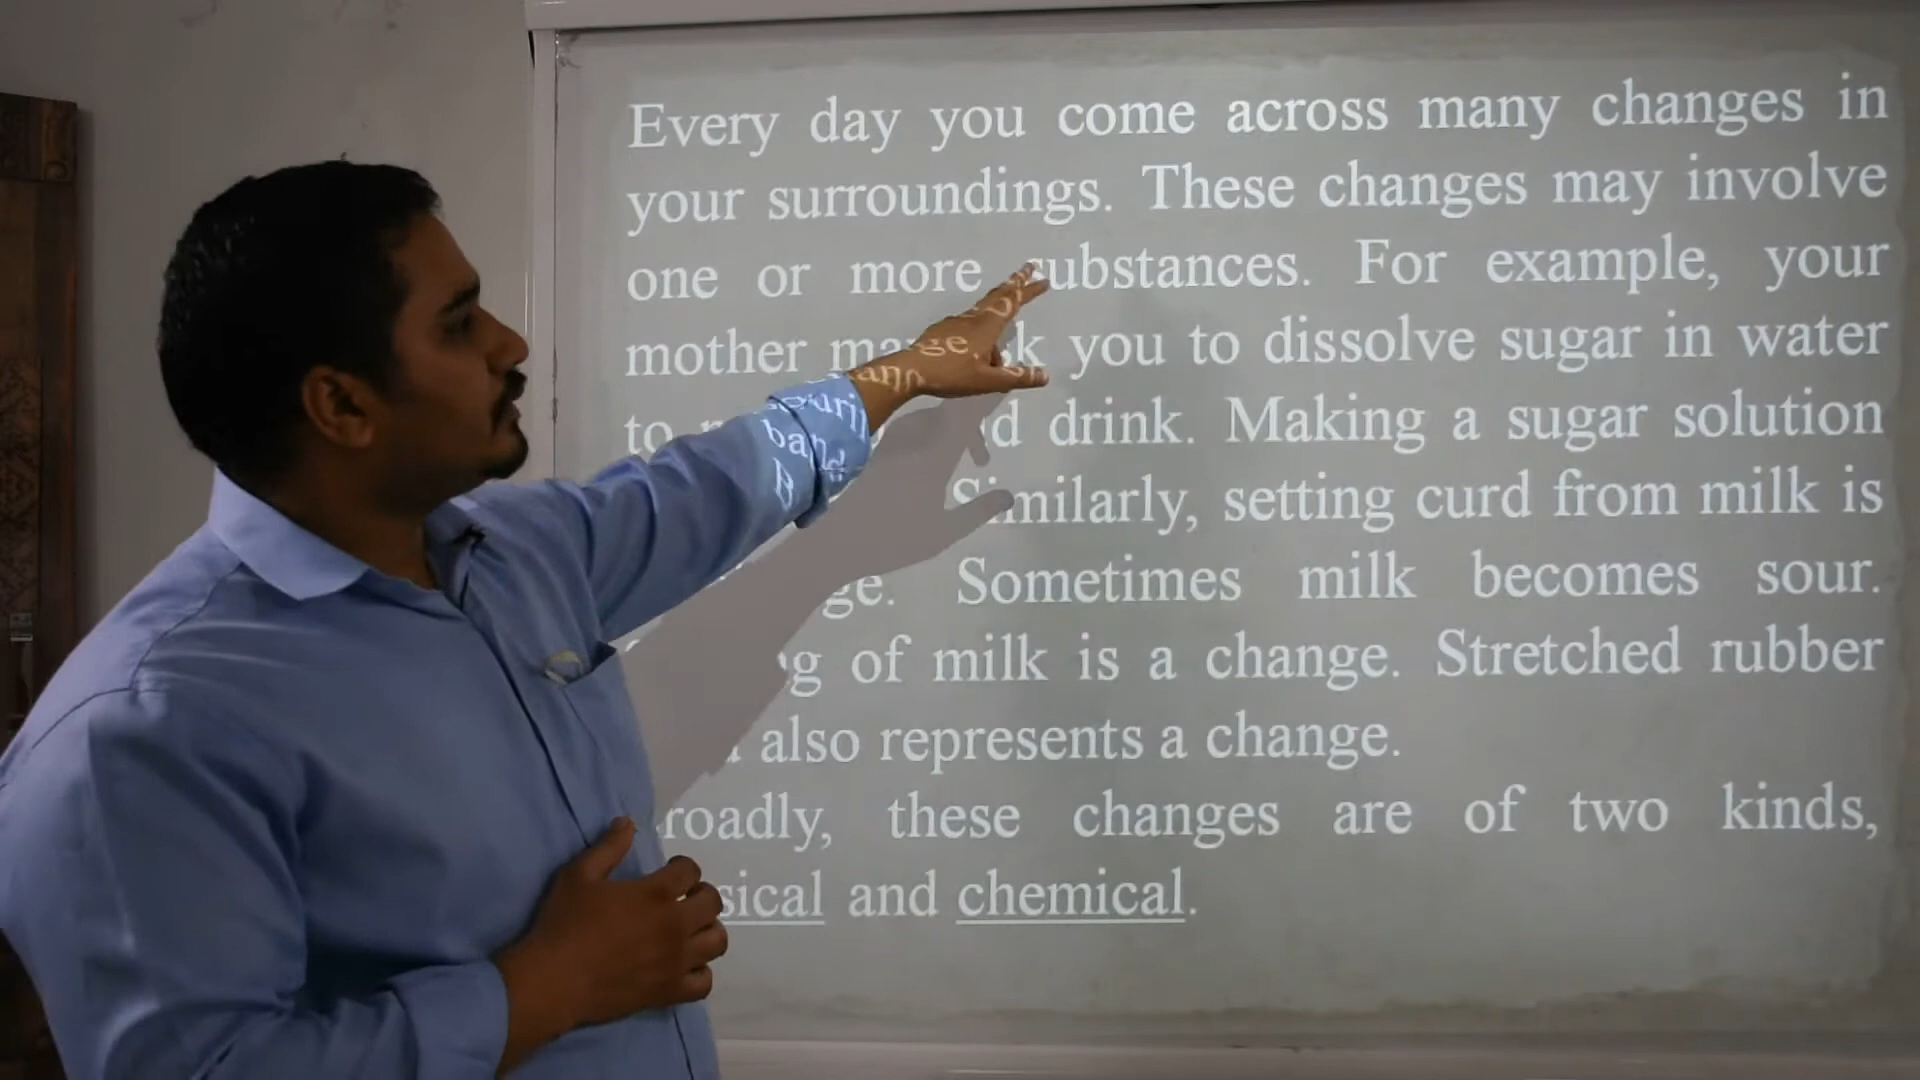 Every day you come across many changes in
your surroundings. These changes may involve
one or more substances. For example, your
mother you to dissolve sugar in water
to drink. Making a sugar solution
Similarly, setting curd from milk is
Sometimes milk becomes sour.
of milk is a change. Stretched rubber
also represents a change.
these changes are of two kinds,
and chemical.